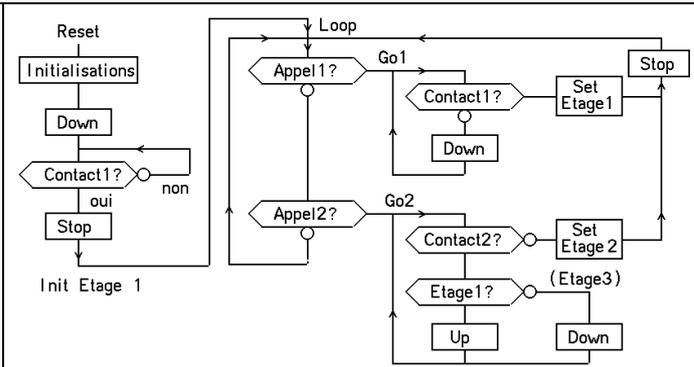 Reset
Initialisations
Down
Contact1?
non
oui
Stop
Init Etage 1
Loop
Appel1?
Go1
Contact1?
Down
Set
Etage1
Stop
Appel2?
Go2
Contact2?
Set
Etage 2
Etage1?
(Etage3)
Up
Down